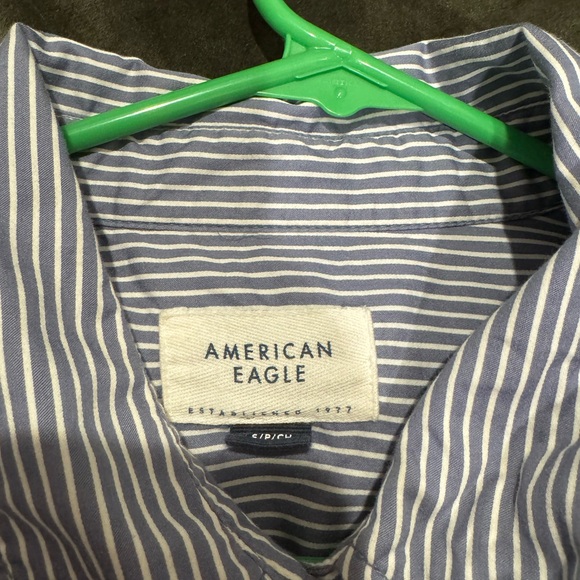 AMERICAN
EAGLE
ESTABLISHED 1977
S/P/CH